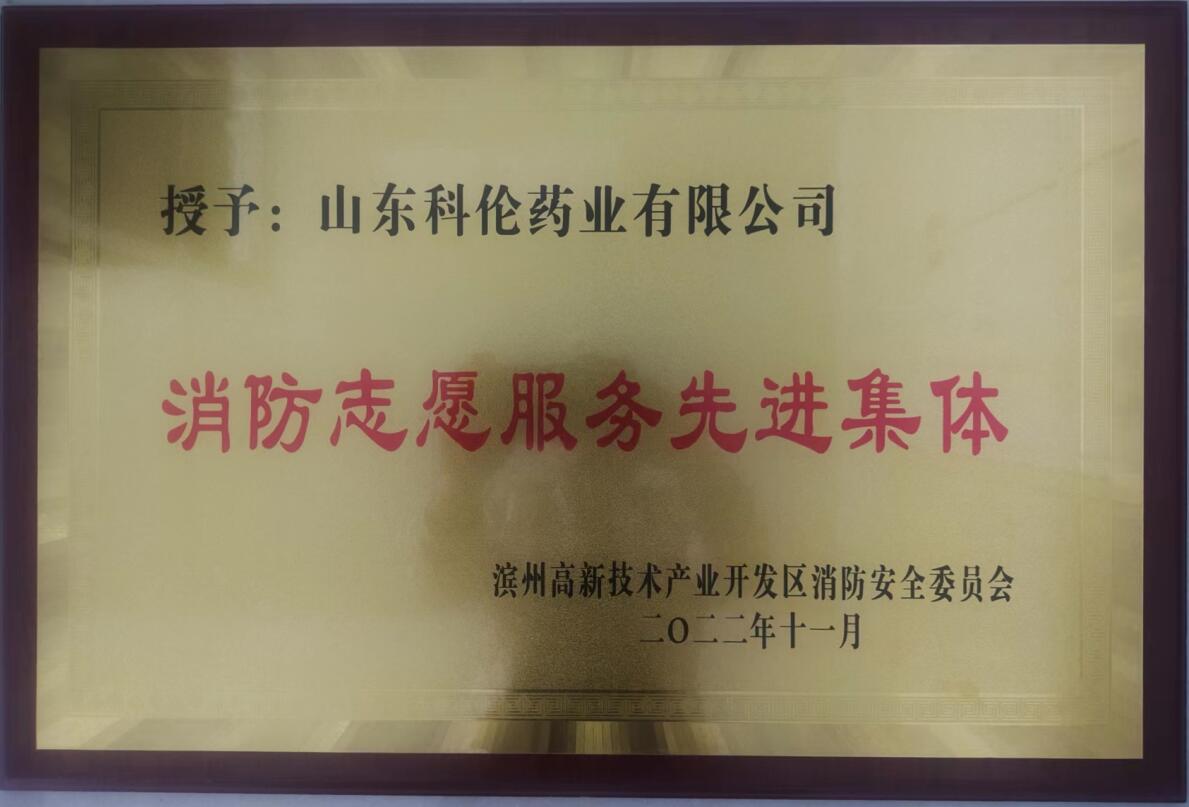 授予：山东科伦药业有限公司
消防志愿服务先进集体
滨州高新技术产业开发区消防安全委员会
二〇二二年十一月